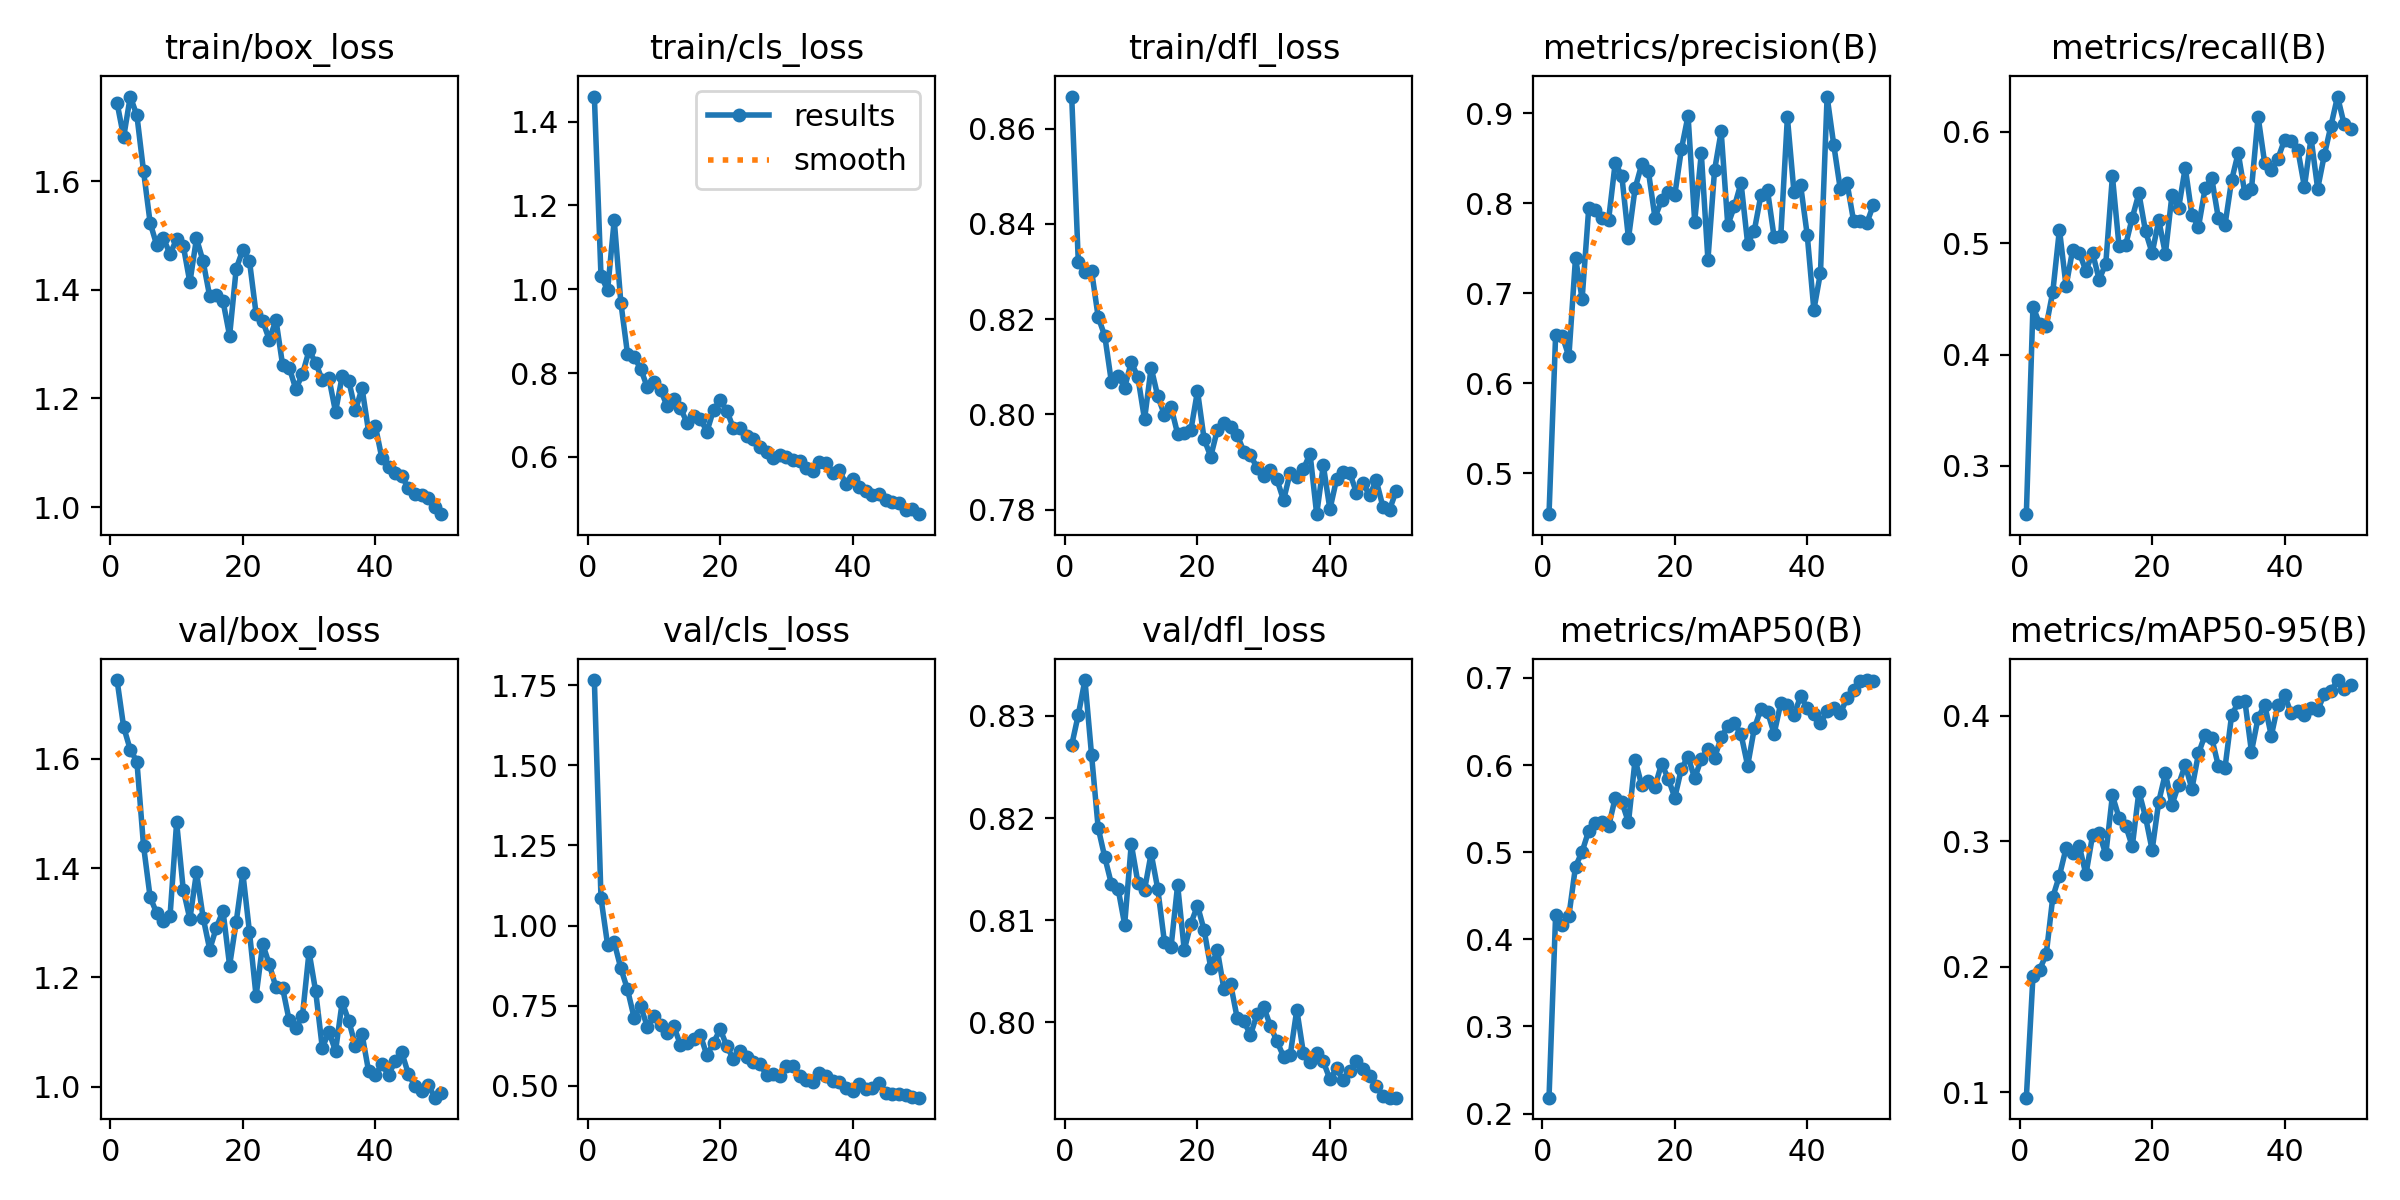 train/box_loss
1.6
1.4
1.2
1.0
0 20 40
train/cls_loss
results
smooth
1.4
1.2
1.0
0.8
0.6
0 20 40
train/dfl_loss
0.86
0.84
0.82
0.80
0.78
0 20 40
metrics/precision(B)
0.9
0.8
0.7
0.6
0.5
0 20 40
metrics/recall(B)
0.6
0.5
0.4
0.3
0 20 40
val/box_loss
1.6
1.4
1.2
1.0
0 20 40
val/cls_loss
1.75
1.50
1.25
1.00
0.75
0.50
0 20 40
val/dfl_loss
0.83
0.82
0.81
0.80
0 20 40
metrics/mAP50(B)
0.7
0.6
0.5
0.4
0.3
0.2
0 20 40
metrics/mAP50-95(B)
0.4
0.3
0.2
0.1
0 20 40